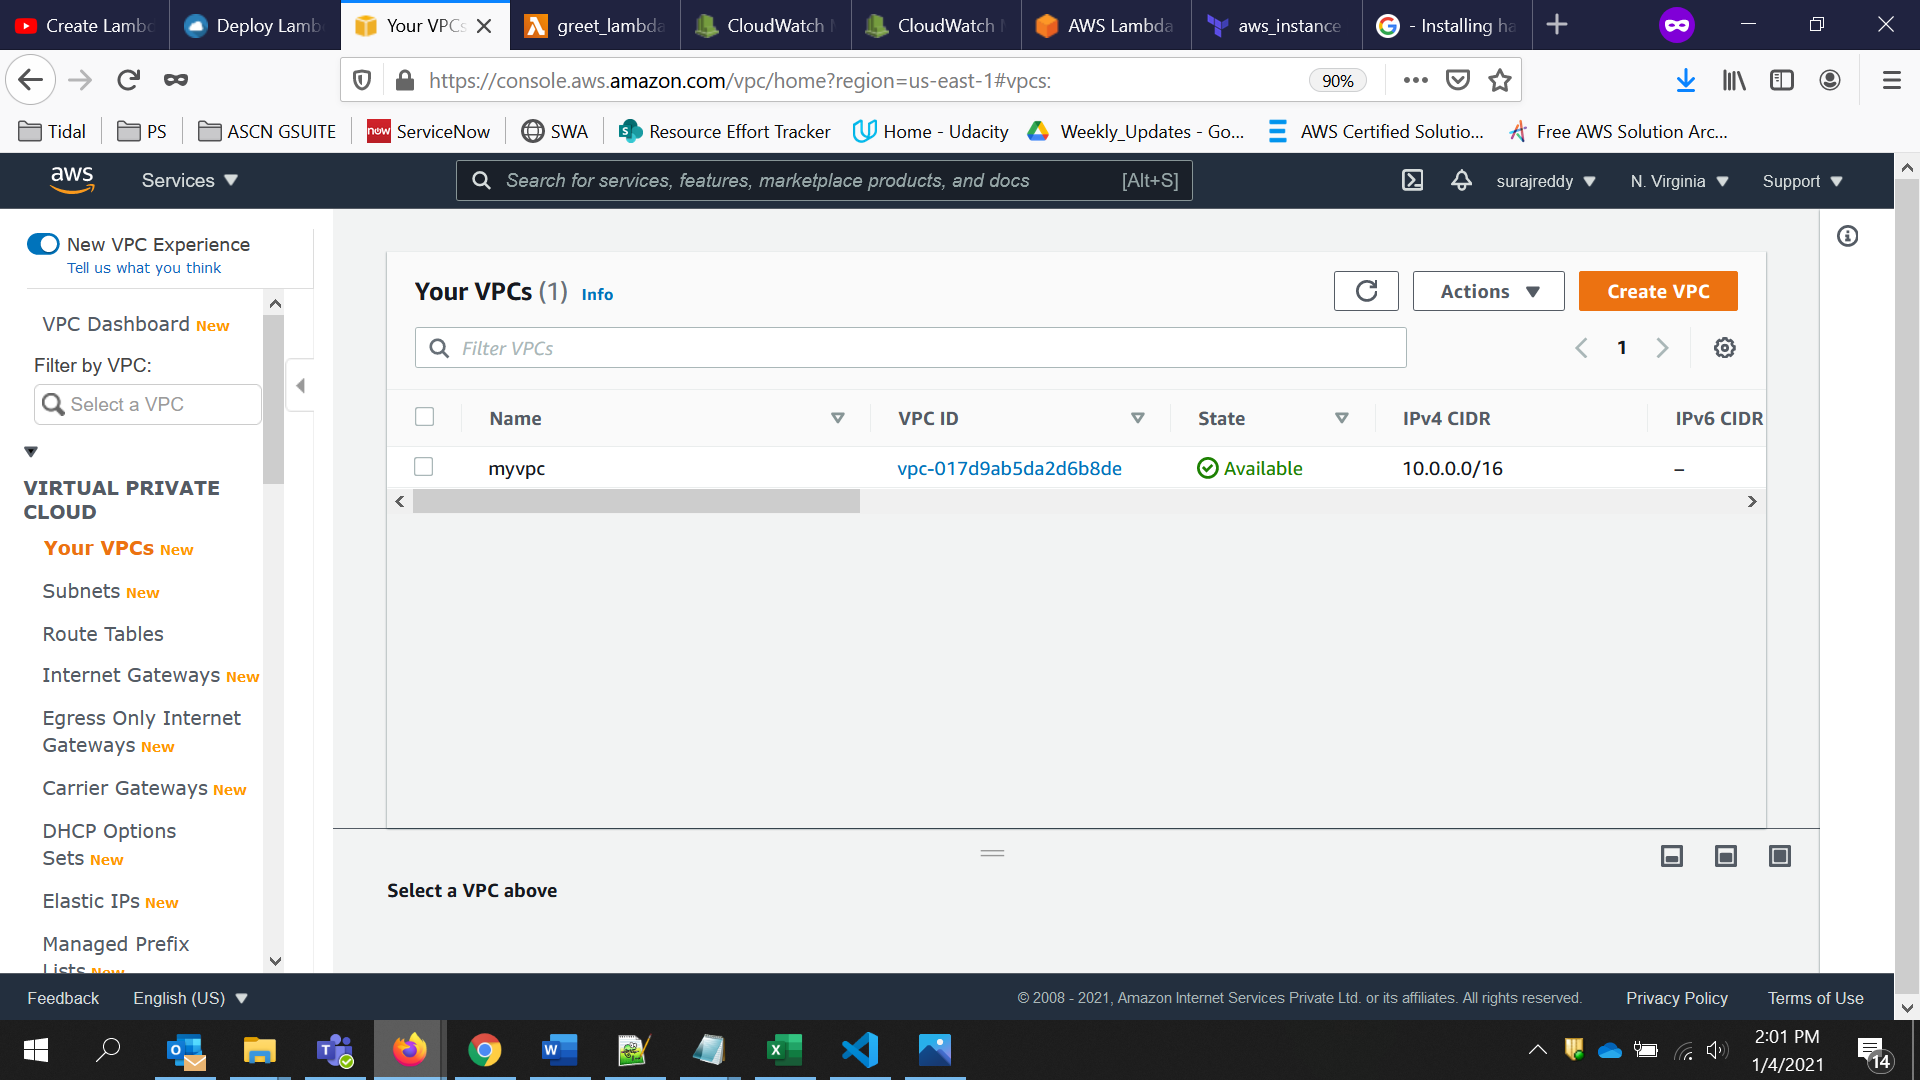 Create Lamb
Deploy Lamb
Your VPCs
greet_lambda
CloudWatch
CloudWatch
AWS Lambda
aws_instance
- Installing ha
https://console.aws.amazon.com/vpc/home?region=us-east-1#vpcs:
90%
Tidal
PS
ASCN GSUITE
now ServiceNow
SWA
Resource Effort Tracker
Home - Udacity
Weekly_Updates - Go...
AWS Certified Solutio...
Free AWS Solution Arc...
aws
Services
Search for services, features, marketplace products, and docs
[Alt+S]
surajreddy
N. Virginia
Support
New VPC Experience
Tell us what you think
VPC Dashboard New
Filter by VPC:
Select a VPC
VIRTUAL PRIVATE
CLOUD
Your VPCs New
Subnets New
Route Tables
Internet Gateways New
Egress Only Internet
Gateways New
Carrier Gateways New
DHCP Options
Sets New
Elastic IPs New
Managed Prefix
Lists New
Your VPCs (1) Info
Actions
Create VPC
Filter VPCs
1
Name
VPC ID
State
IPv4 CIDR
IPv6 CIDR
myvpc
vpc-017d9ab5da2d6b8de
Available
10.0.0.0/16
–
Select a VPC above
Feedback
English (US)
© 2008 - 2021, Amazon Internet Services Private Ltd. or its affiliates. All rights reserved.
Privacy Policy
Terms of Use
2:01 PM
1/4/2021
14